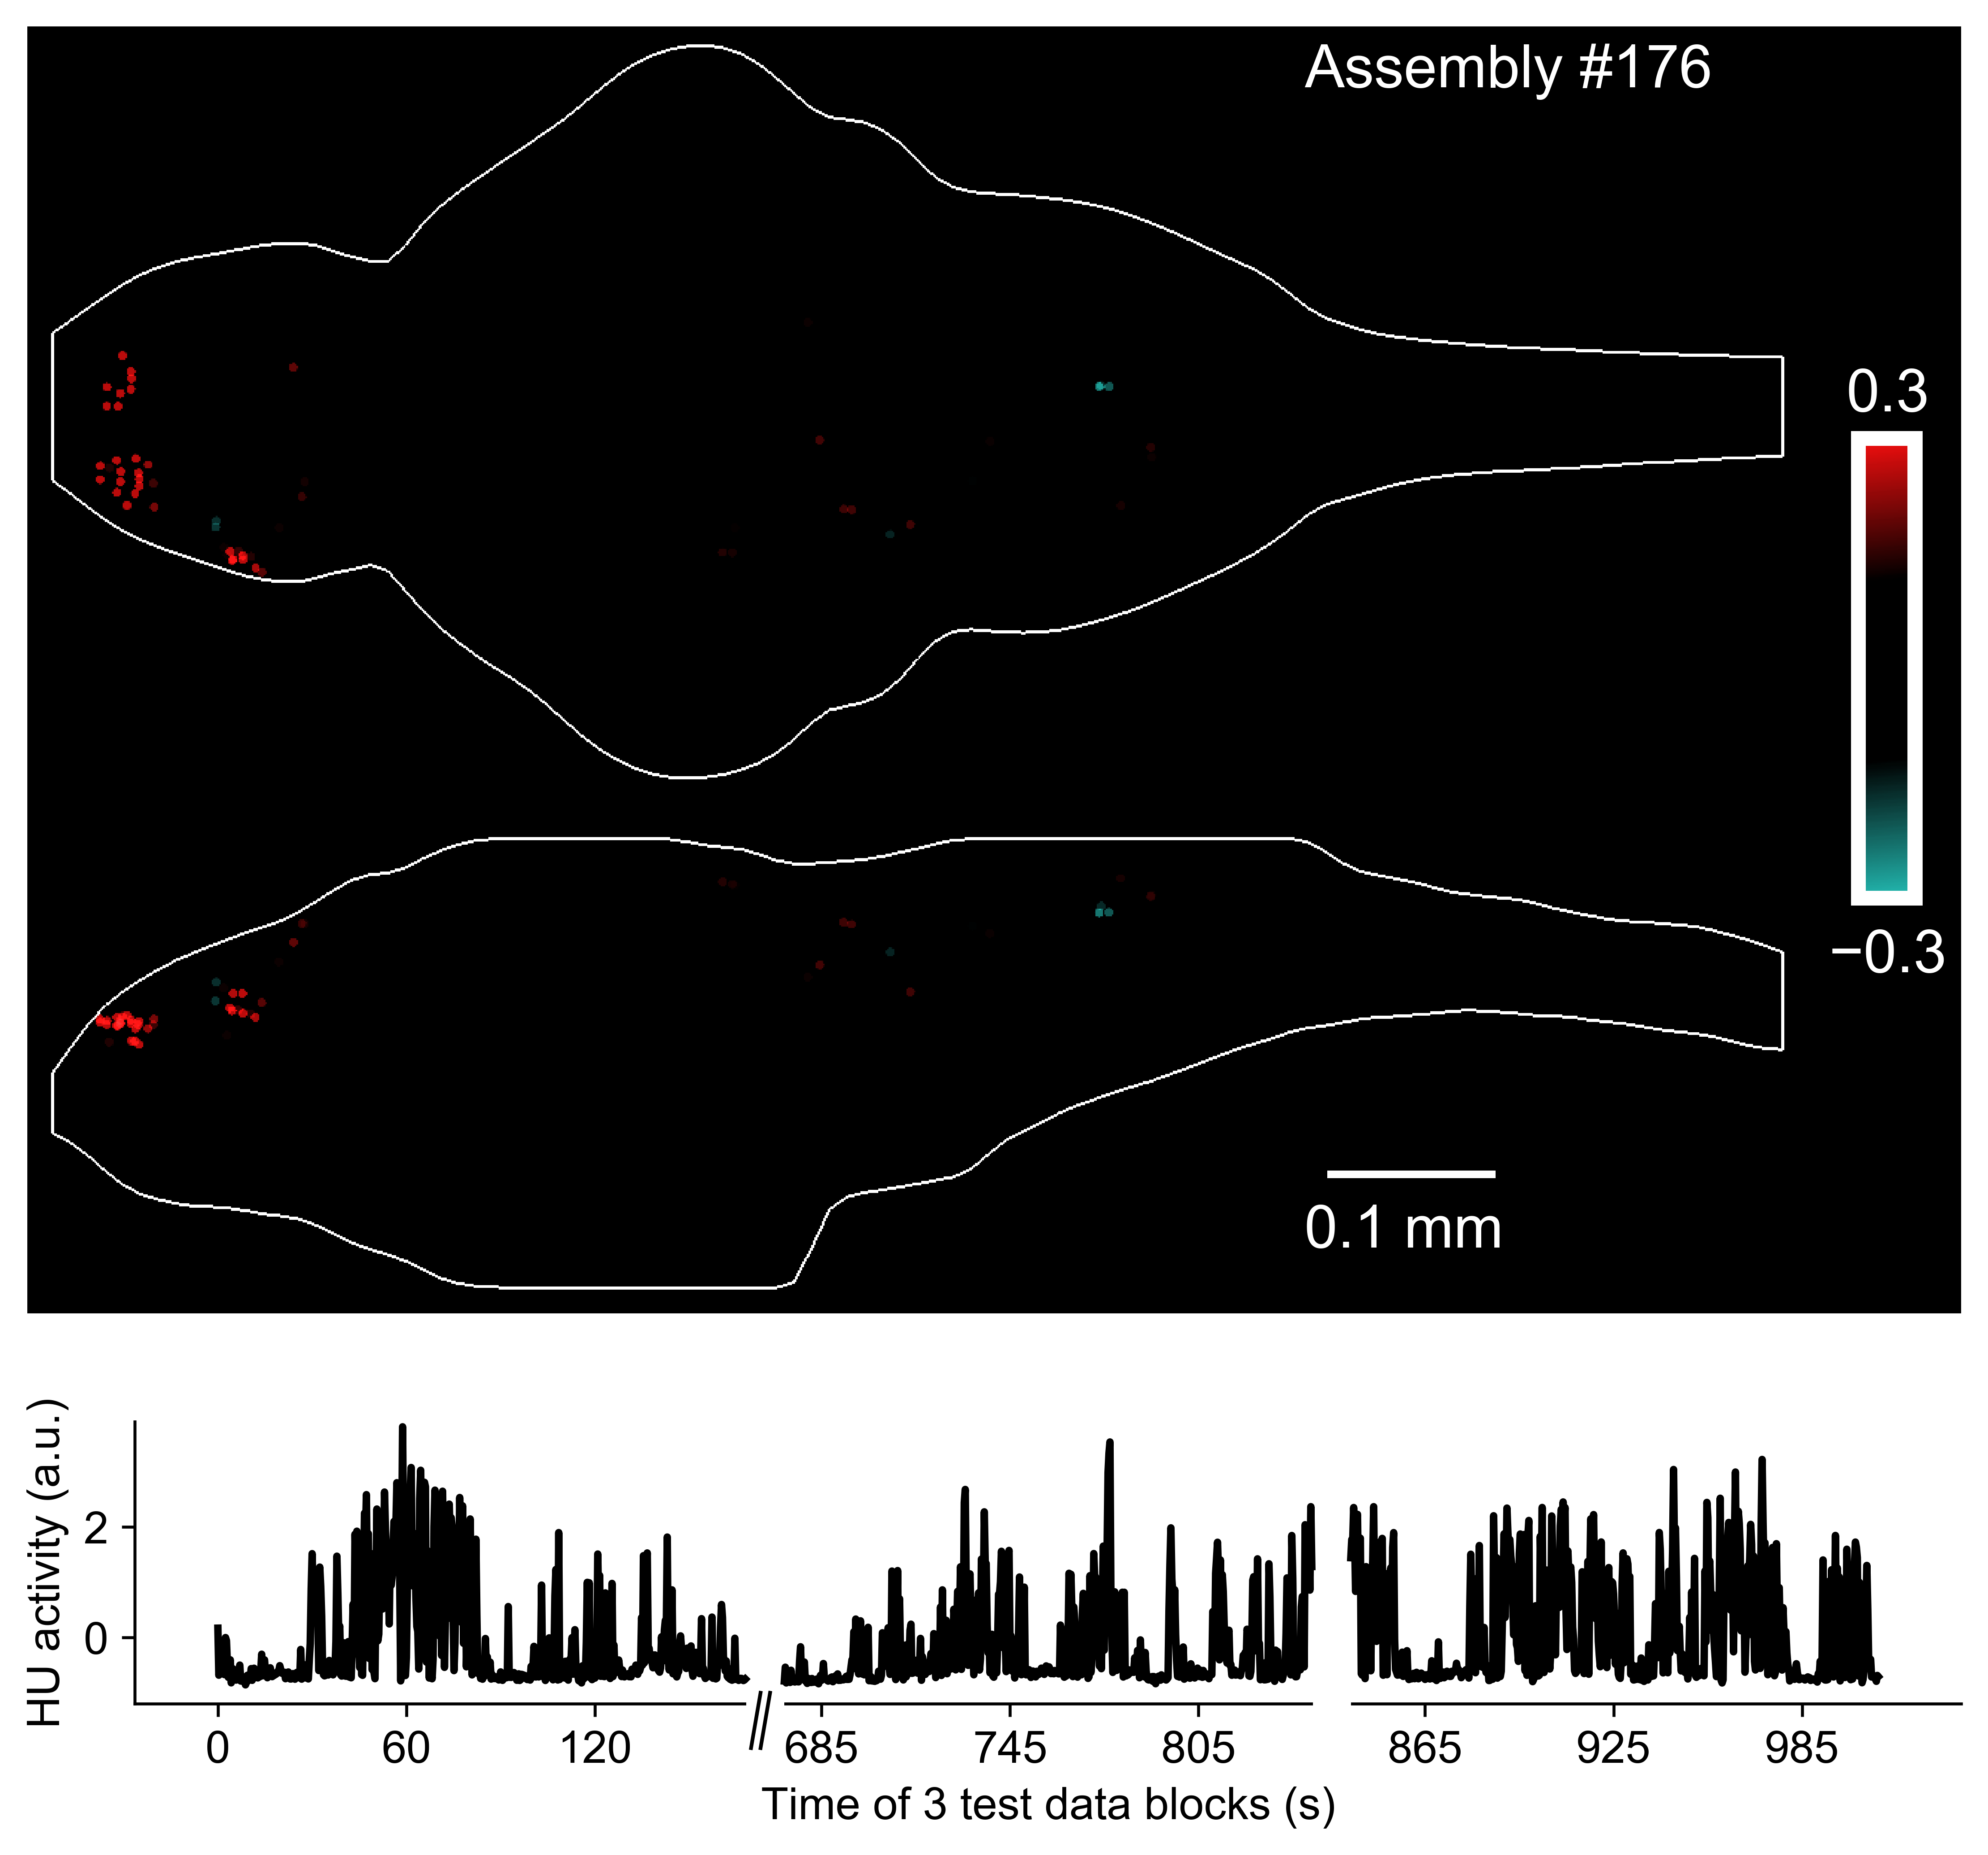 Assembly #176
0.3
−0.3
0.1 mm
HU activity (a.u.)
2
0
0 60 120 685 745 805 865 925 985
Time of 3 test data blocks (s)